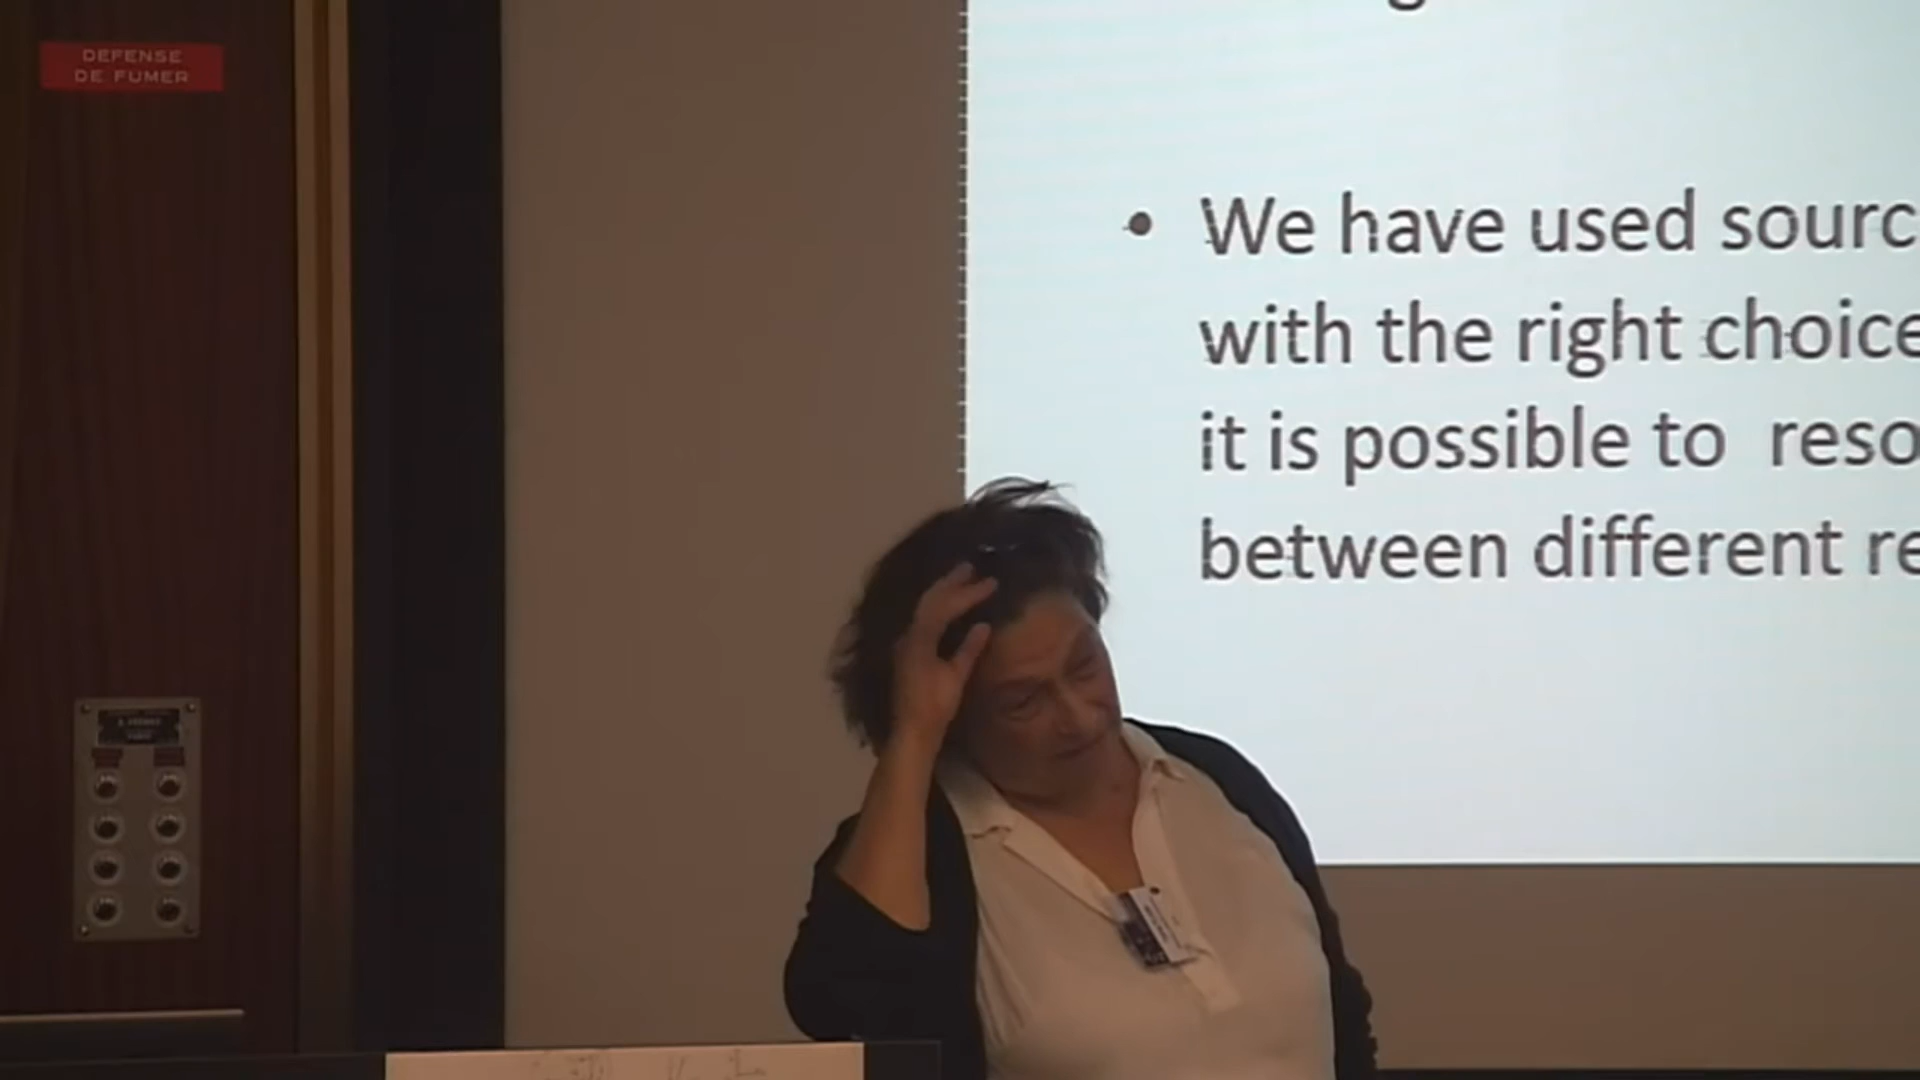 DEFENSE
DE FUMER
• We have used sourc
with the right choice
it is possible to reso
between different re